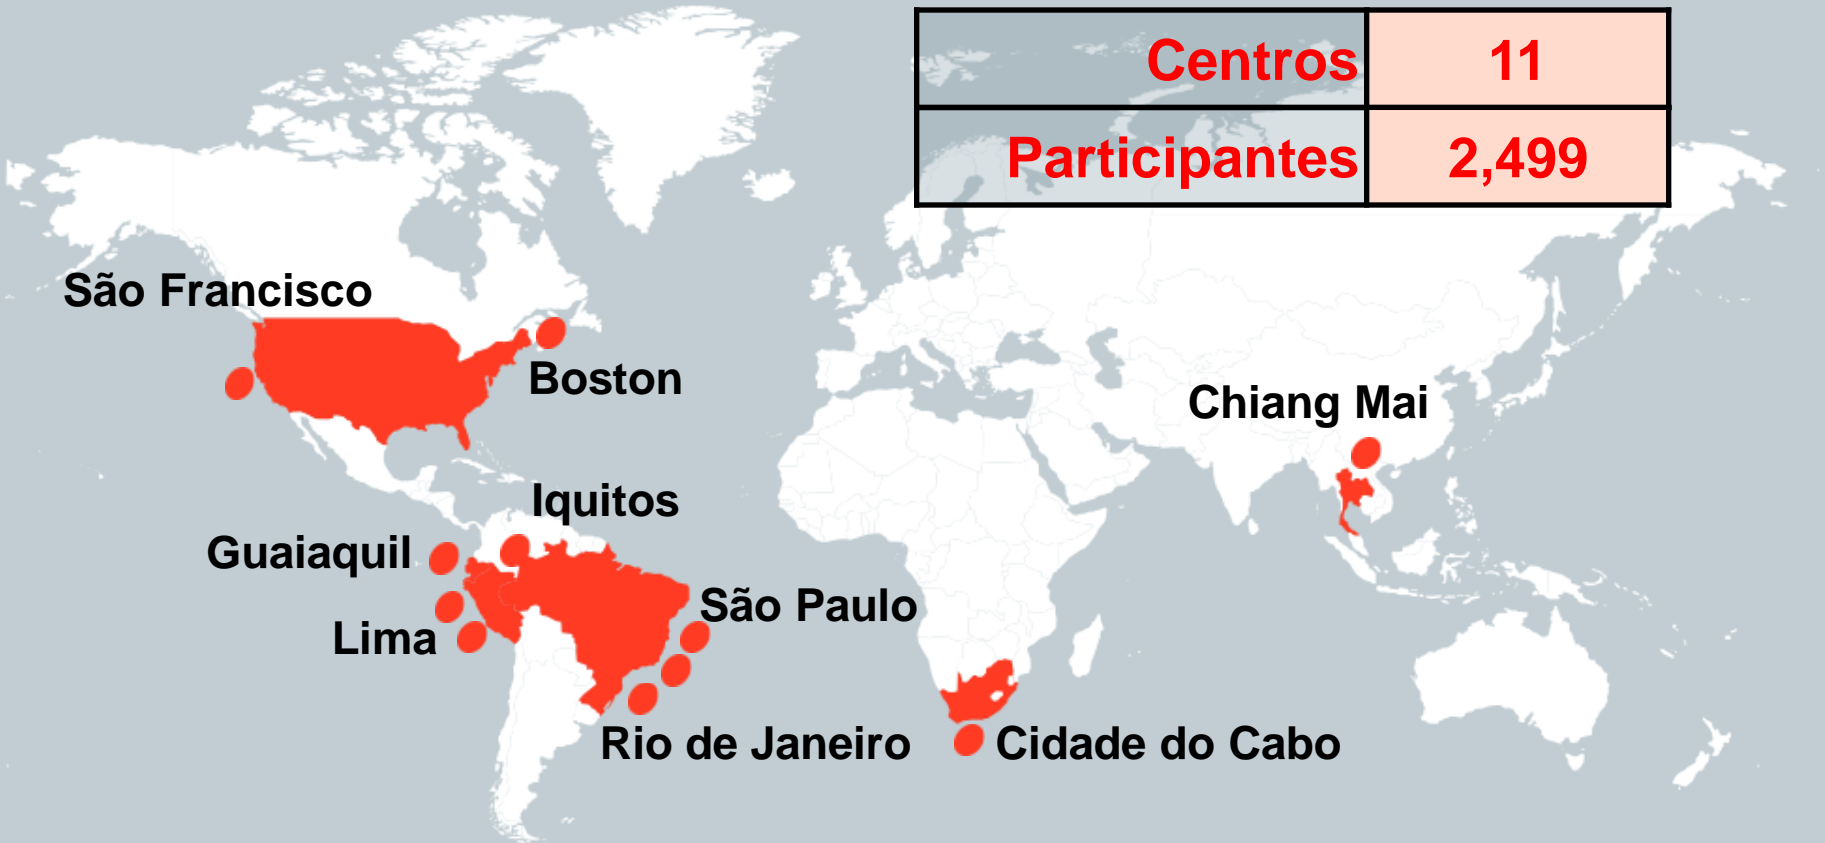 Centros 11
Participantes 2,499
São Francisco
Boston
Chiang Mai
Iquitos
Guaiaquil
São Paulo
Lima
Rio de Janeiro
Cidade do Cabo